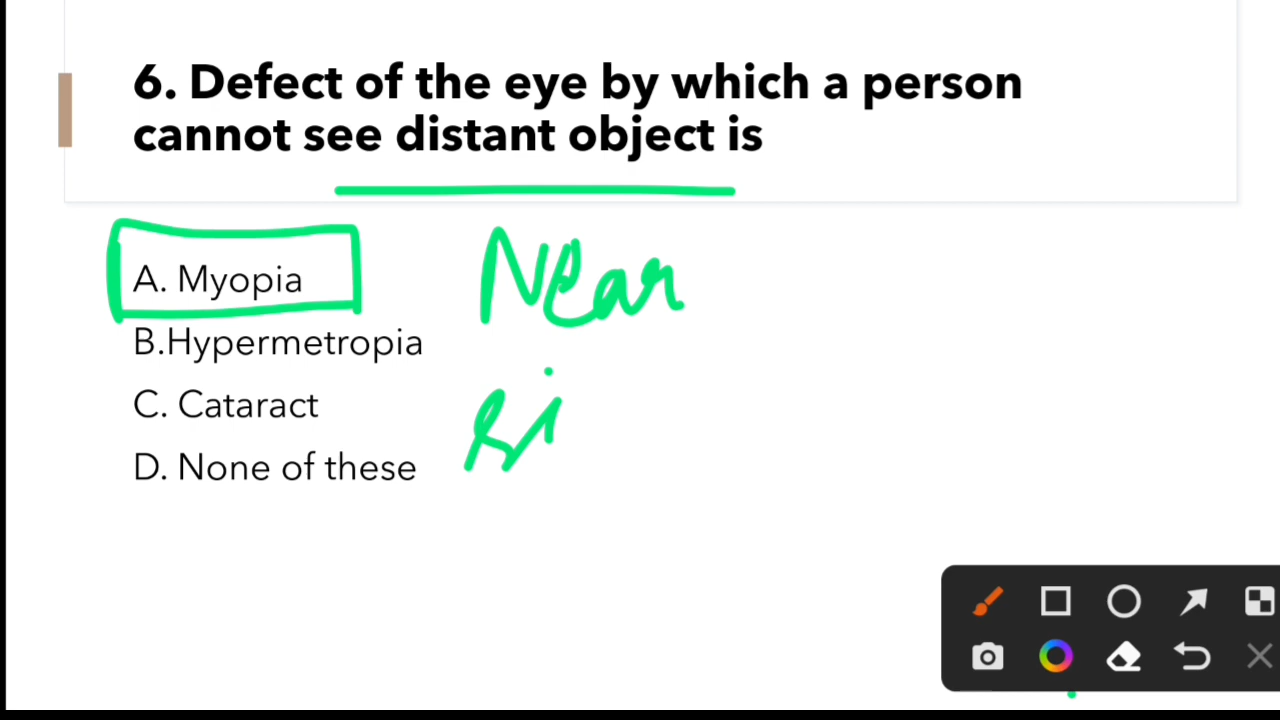 6. Defect of the eye by which a person
cannot see distant object is
A. Myopia
Near
B.Hypermetropia
C. Cataract
si
D. None of these